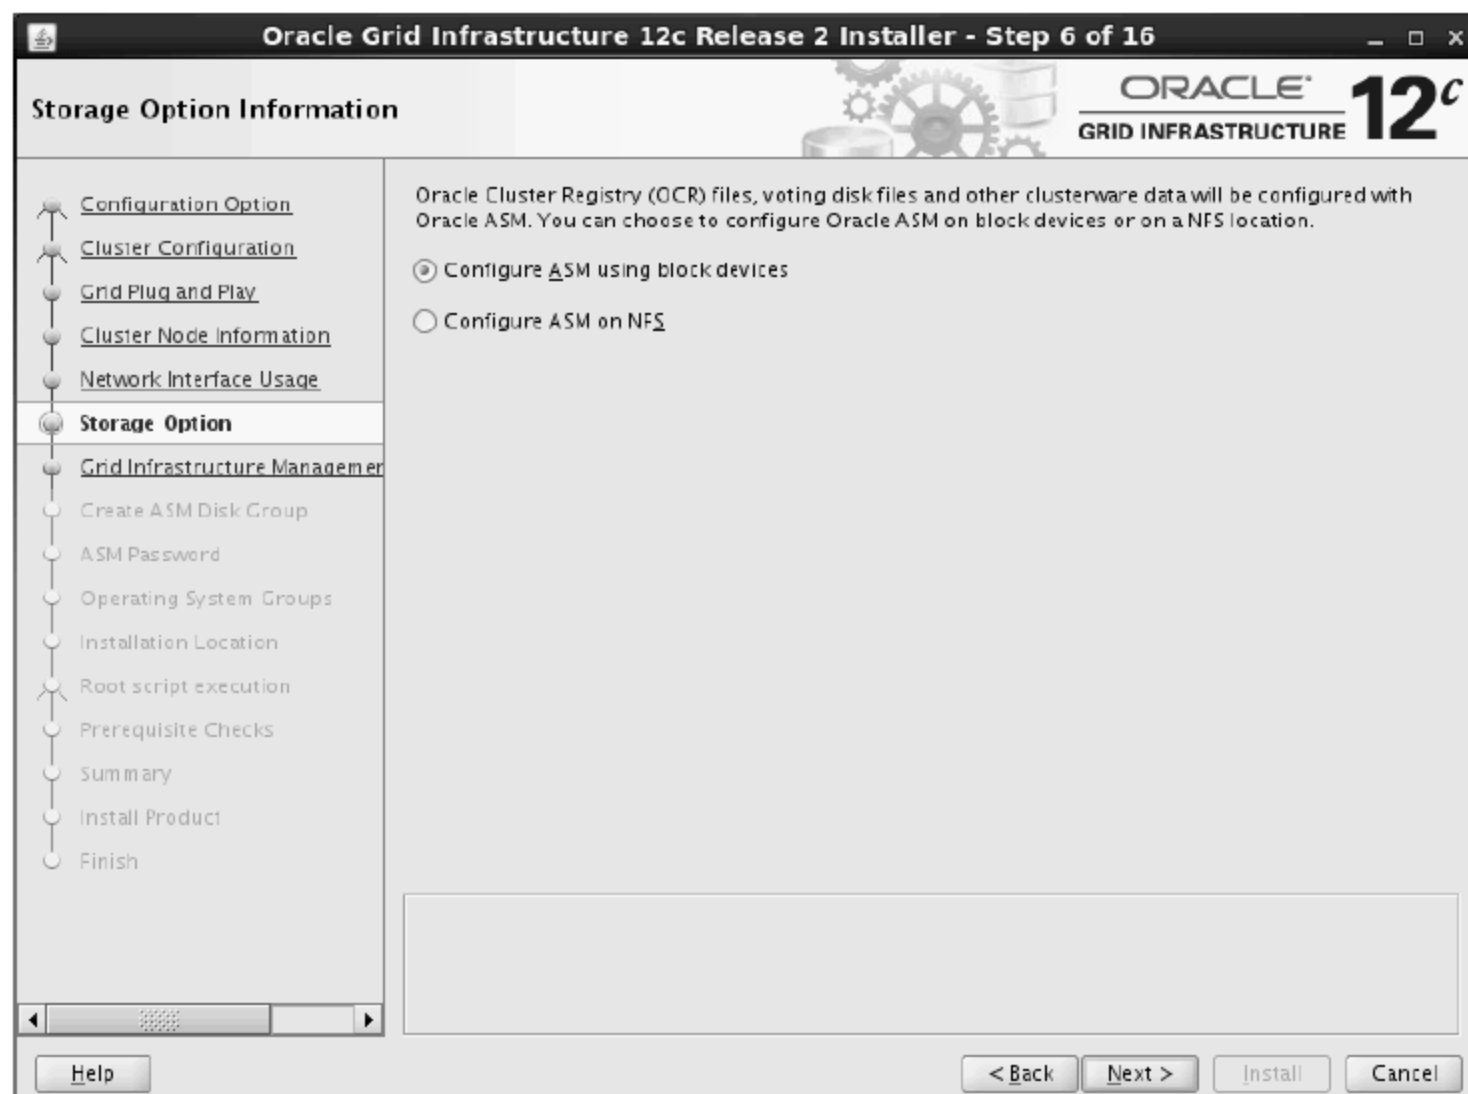 Oracle Grid Infrastructure 12c Release 2 Installer - Step 6 of 16
Storage Option Information
ORACLE
GRID INFRASTRUCTURE
12c
Configuration Option
Cluster Configuration
Grid Plug and Play
Cluster Node Information
Network Interface Usage
Storage Option
Grid Infrastructure Managemer
Create ASM Disk Group
ASM Password
Operating System Groups
Installation Location
Root script execution
Prerequisite Checks
Summary
Install Product
Finish
Oracle Cluster Registry (OCR) files, voting disk files and other clusterware data will be configured with
Oracle ASM. You can choose to configure Oracle ASM on block devices or on a NFS location.
Configure ASM using block devices
Configure ASM on NFS
Help
< Back
Next >
Install
Cancel